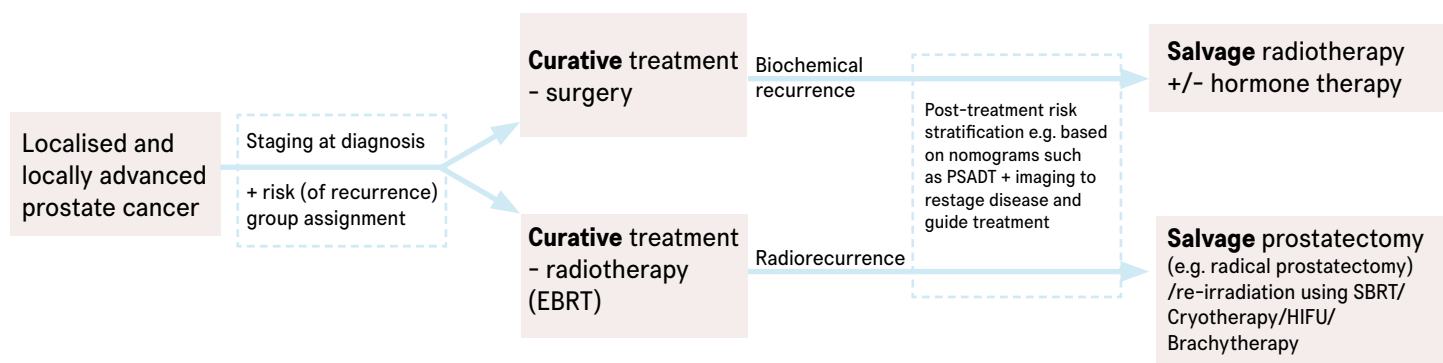 Localised and
locally advanced
prostate cancer
Staging at diagnosis
+ risk (of recurrence)
group assignment
Curative treatment
- surgery
Curative treatment
- radiotherapy
(EBRT)
Biochemical
recurrence
Radiorecurrence
Post-treatment risk
stratification e.g. based
on nomograms such
as PSADT + imaging to
restage disease and
guide treatment
Salvage radiotherapy
+/- hormone therapy
Salvage prostatectomy
(e.g. radical prostatectomy)
/re-irradiation using SBRT/
Cryotherapy/HIFU/
Brachytherapy